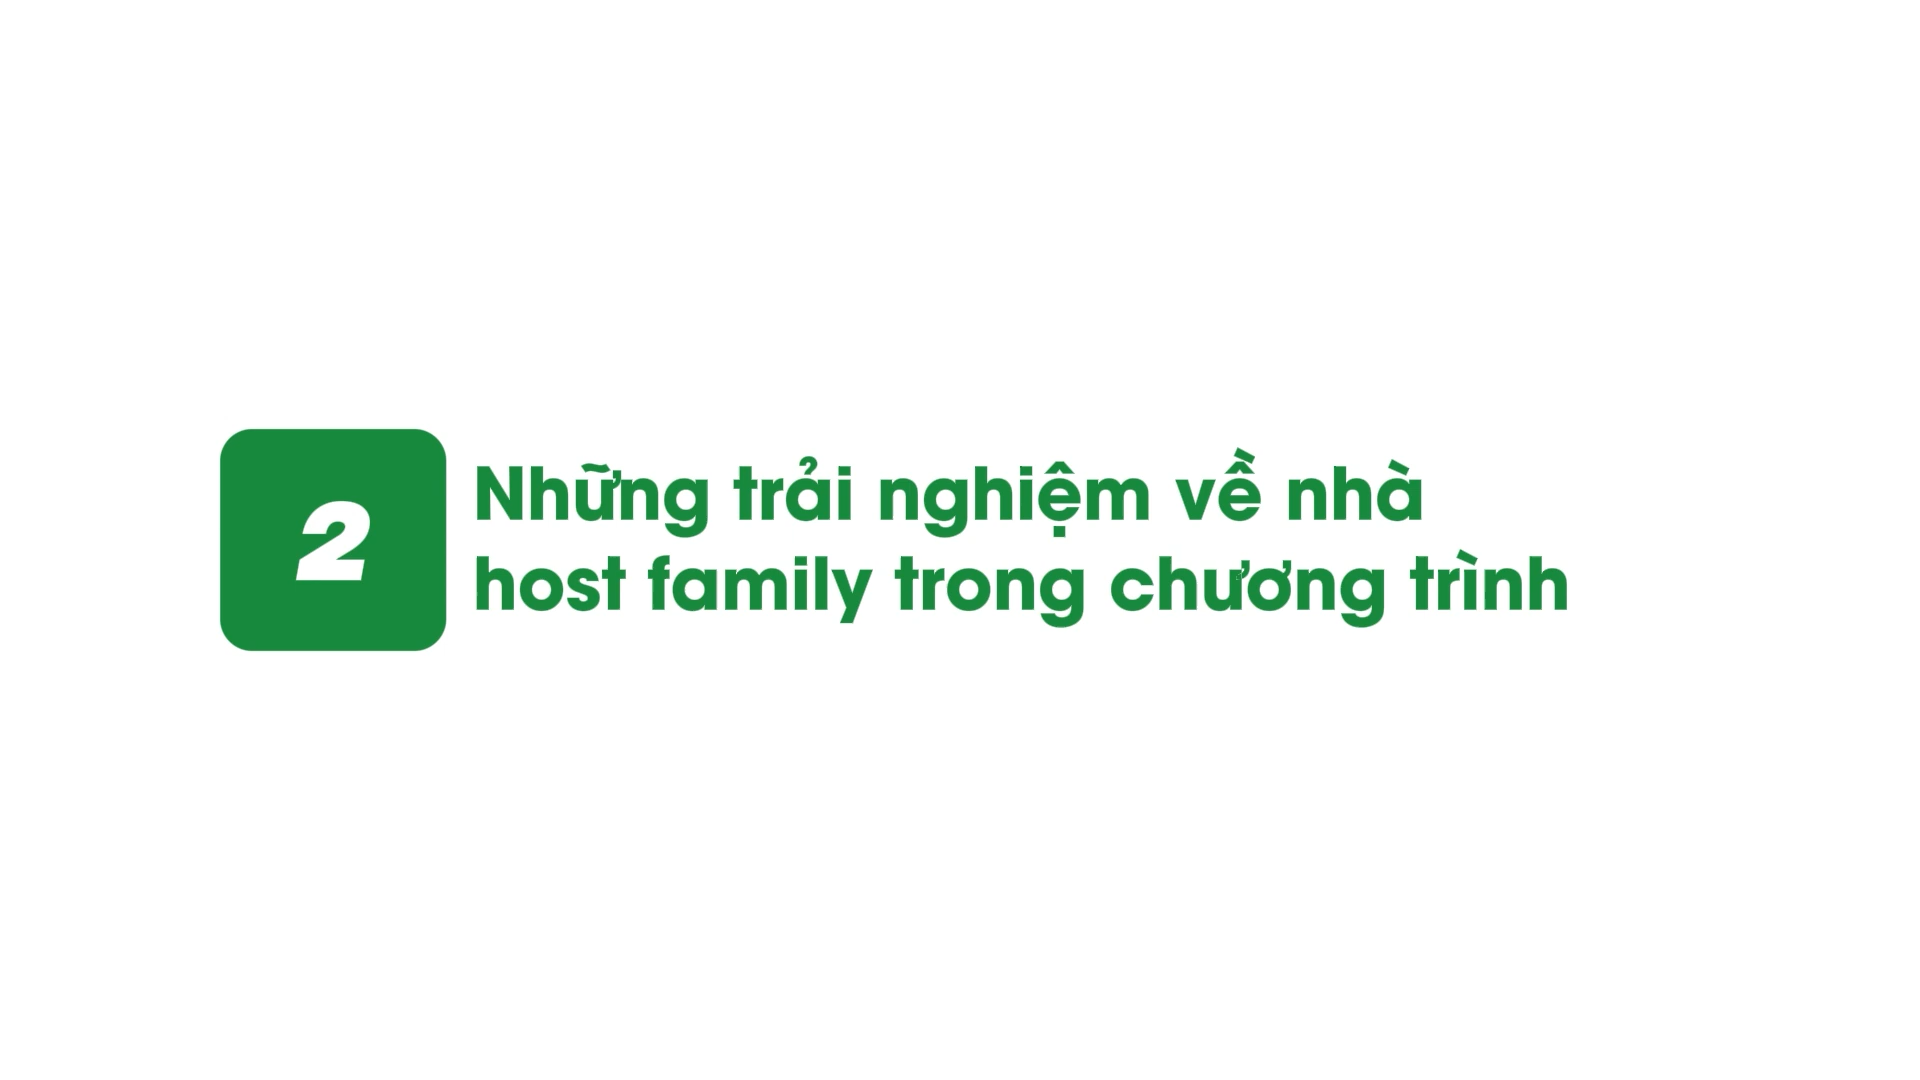 2
Những trải nghiệm về nhà
host family trong chương trình